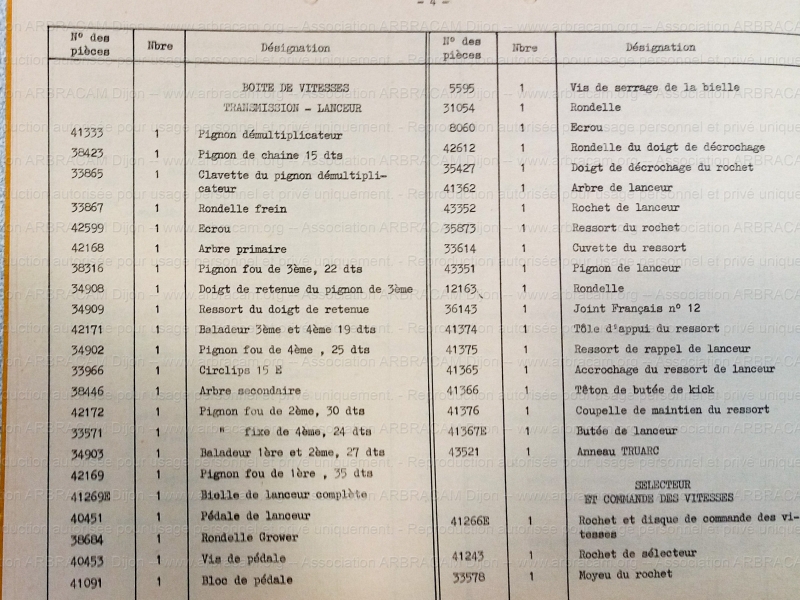 - 4 -
N° des pièces Nbre Désignation
BOITE DE VITESSES
TRANSMISSION - LANCEUR
41333 1 Pignon démultiplicateur
38423 1 Pignon de chaine 15 dts
33865 1 Clavette du pignon démultipli-
cateur
33867 1 Rondelle frein
42599 1 Ecrou
42168 1 Arbre primaire
38316 1 Pignon fou de 3ème, 22 dts
34908 1 Doigt de retenue du pignon de 3ème
34909 1 Ressort du doigt de retenue
42171 1 Baladeur 3ème et 4ème 19 dts
34902 1 Pignon fou de 4ème , 25 dts
33966 1 Circlips 15 E
38446 1 Arbre secondaire
42172 1 Pignon fou de 2ème, 30 dts
33571 1 " fixe de 4ème, 24 dts
34903 1 Baladeur 1ère et 2ème, 27 dts
42169 1 Pignon fou de 1ère , 35 dts
41269E 1 Bielle de lanceur complète
40451 1 Pédale de lanceur
38684 1 Rondelle Grower
40453 1 Vis de pédale
41091 1 Bloc de pédale
N° des pièces Nbre Désignation
5595 1 Vis de serrage de la bielle
31054 1 Rondelle
8060 1 Ecrou
42612 1 Rondelle du doigt de décrochage
35427 1 Doigt de décrochage du rochet
41362 1 Arbre de lanceur
43352 1 Rochet de lanceur
35873 1 Ressort du rochet
33614 1 Cuvette du ressort
43351 1 Pignon de lanceur
12163 1 Rondelle
36143 1 Joint Français n° 12
41374 1 Tôle d'appui du ressort
41375 1 Ressort de rappel de lanceur
41365 1 Accrochage du ressort de lanceur
41366 1 Têton de butée de kick
41376 1 Coupelle de maintien du ressort
41367E 1 Butée de lanceur
43521 1 Anneau TRUARC
SELECTEUR
ET COMMANDE DES VITESSES
41266E 1 Rochet et disque de commande des vi-
tesses
41243 1 Rochet de sélecteur
33578 1 Moyeu du rochet